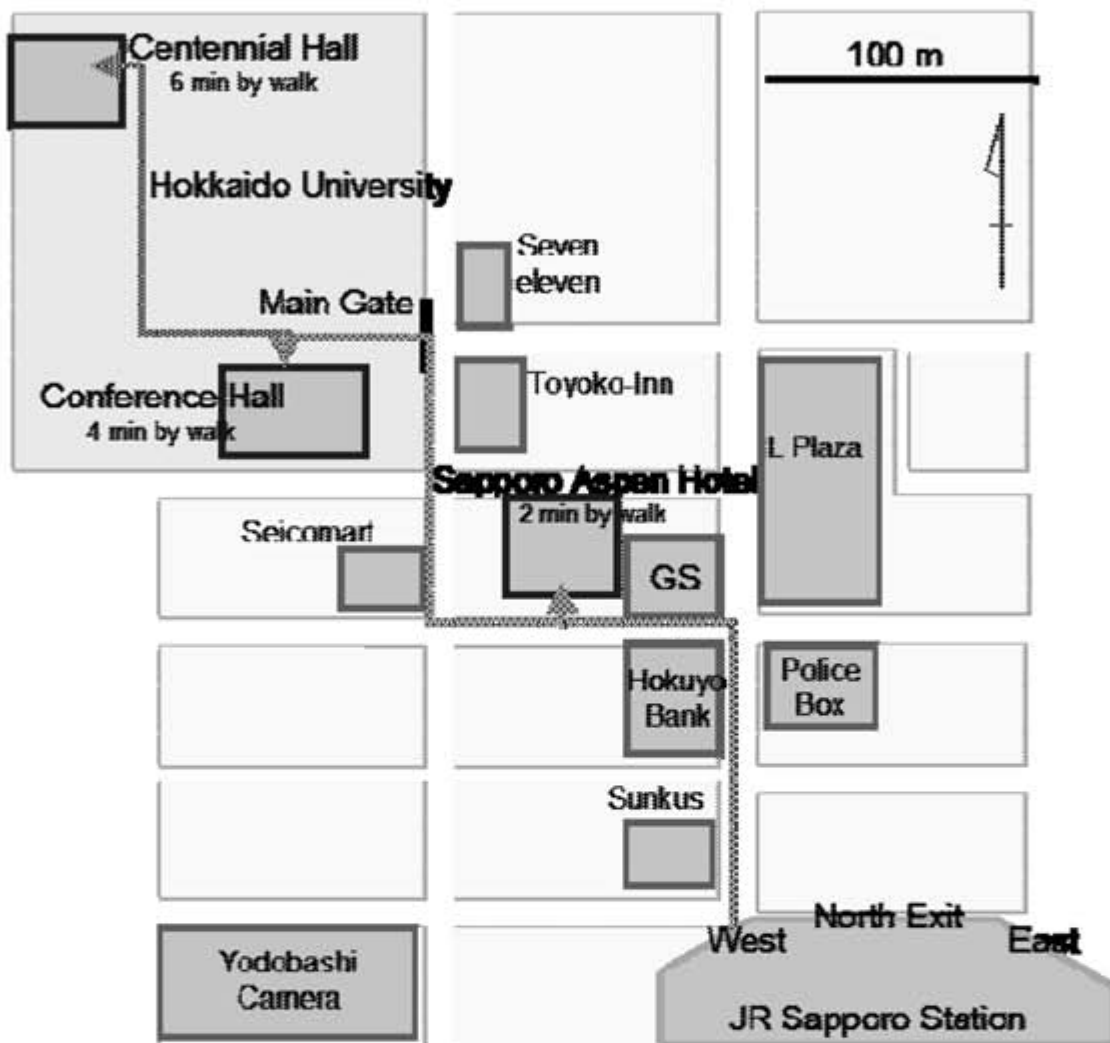 Centennial Hall
6 min by walk
100 m
Hokkaido University
Seven
eleven
Main Gate
Toyoko-Inn
Conference Hall
4 min by walk
L Plaza
Sapporo Aspen Hotel
2 min by walk
Seicomart
GS
Hokuyo
Bank
Police
Box
Sunkus
North Exit
West
East
Yodobashi
Camera
JR Sapporo Station